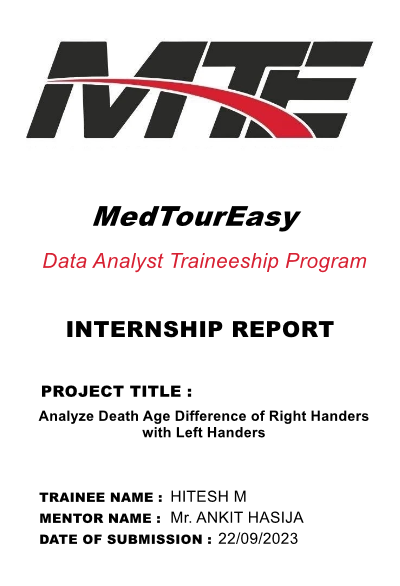 MTE
MedTourEasy
Data Analyst Traineeship Program
INTERNSHIP REPORT
PROJECT TITLE :
Analyze Death Age Difference of Right Handers
with Left Handers
TRAINEE NAME : HITESH M
MENTOR NAME : Mr. ANKIT HASIJA
DATE OF SUBMISSION : 22/09/2023